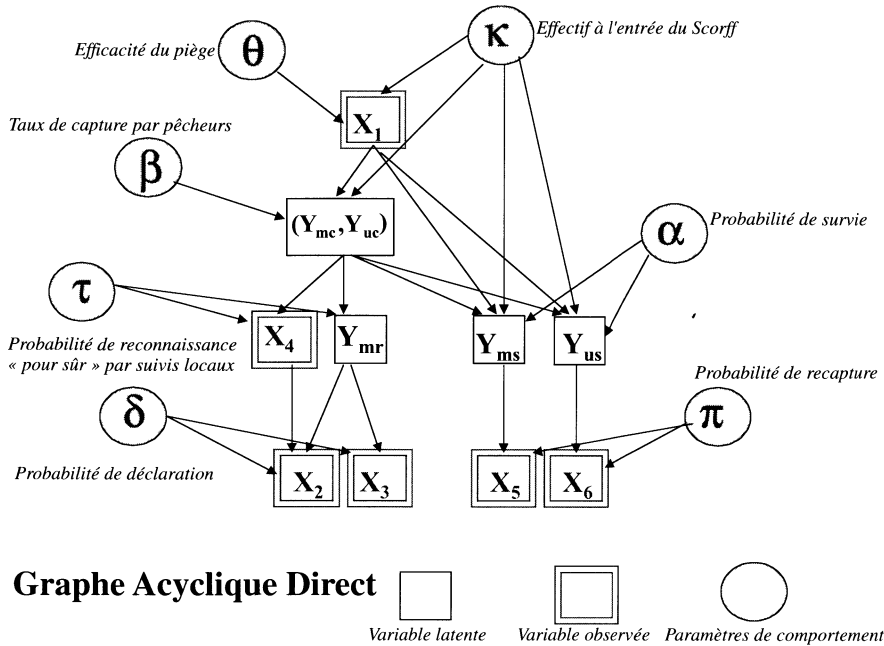 κ
Effectif à l'entrée du Scorff
θ
Efficacité du piège
X1
Taux de capture par pêcheurs
β
(Ymc,Yuc)
α
Probabilité de survie
τ
X4
Ymr
Yms
Yus
Probabilité de reconnaissance
« pour sûr » par suivis locaux
Probabilité de recapture
δ
π
Probabilité de déclaration
X2
X3
X5
X6
Graphe Acyclique Direct
Variable latente
Variable observée
Paramètres de comportement